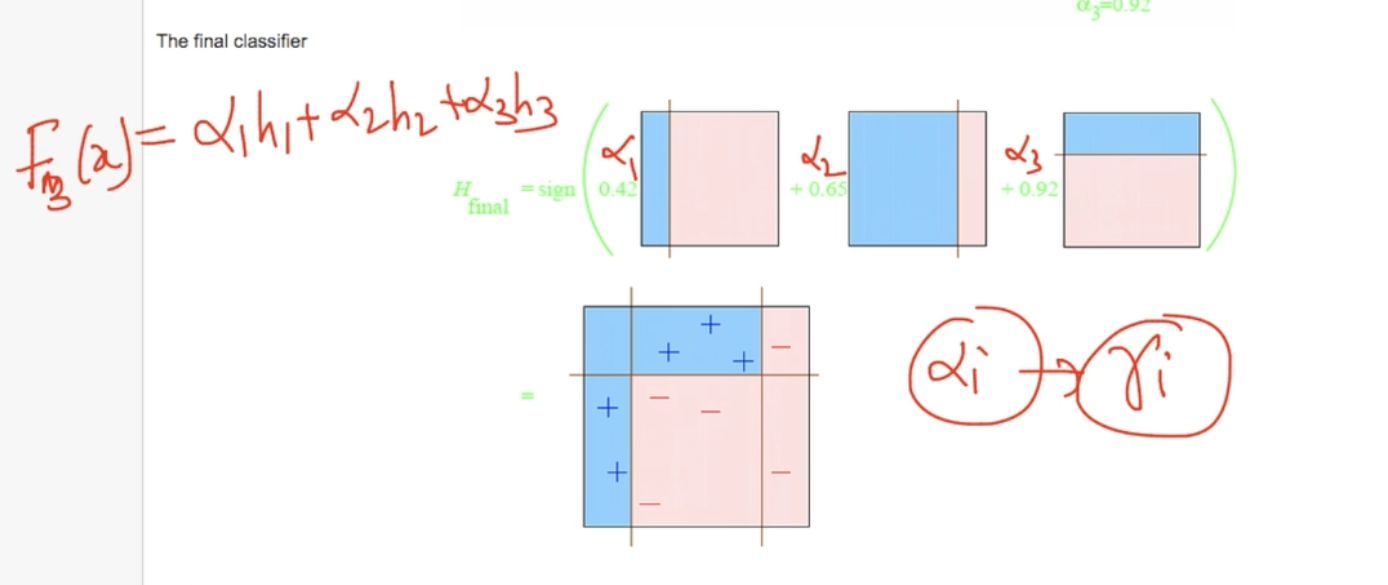 α3=0.92
The final classifier
F3(x) = α1h1 + α2h2 + α3h3
α1 α2 α3
H final = sign ( 0.42 + 0.65 + 0.92 )
+
+ + −
=
+ − −
+ −
−
αi → γi